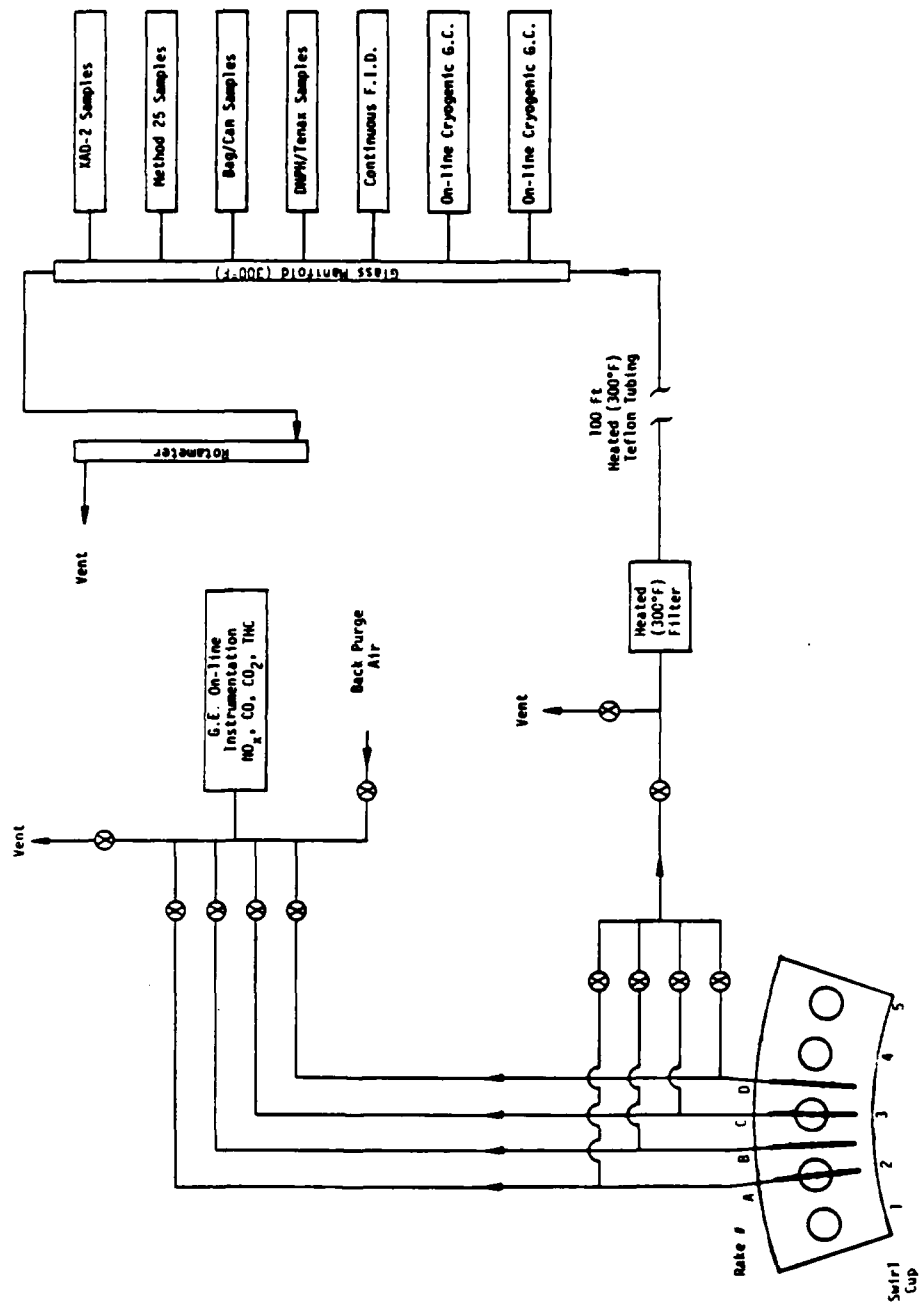 XAD-2 Samples
Method 25 Samples
Bag/Can Samples
DNPH/Tenax Samples
Continuous F.I.D.
On-line Cryogenic G.C.
On-line Cryogenic G.C.
Glass Manifold (300°F)
Rotameter
Vent
100 ft
Heated (300°F)
Teflon Tubing
G.E. On-line
Instrumentation
NOx, CO, CO2, THC
Back Purge
Air
Vent
Heated
(300°F)
Filter
Vent
Rake #
A
B
C
D
Swirl
Cup
1
2
3
4
5